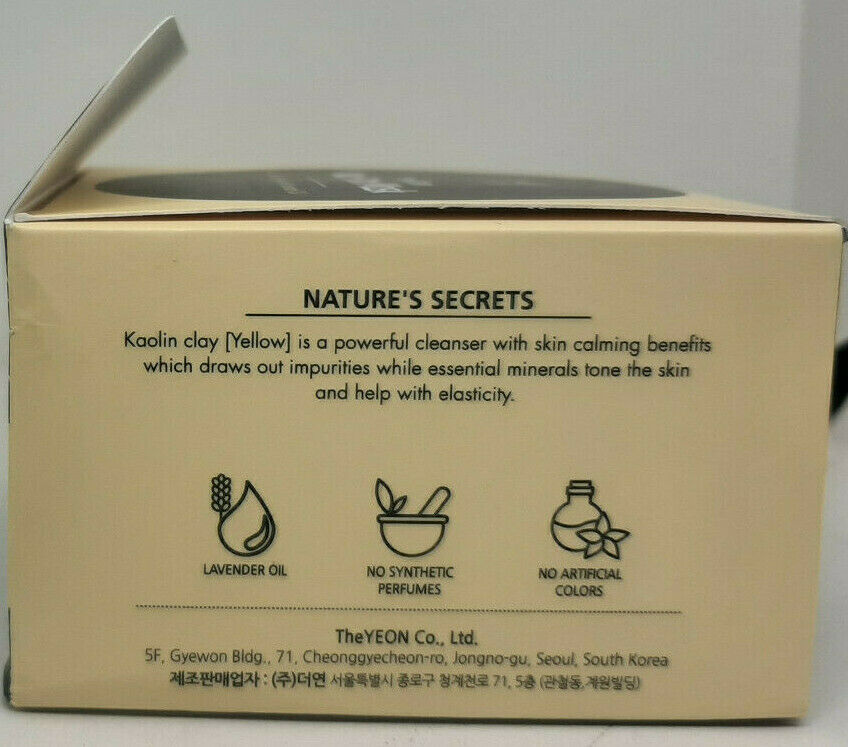 NATURE'S SECRETS
Kaolin clay [Yellow] is a powerful cleanser with skin calming benefits
which draws out impurities while essential minerals tone the skin
and help with elasticity.
LAVENDER OIL
NO SYNTHETIC
PERFUMES
NO ARTIFICIAL
COLORS
TheYEON Co., Ltd.
5F, Gyewon Bldg., 71, Cheonggyecheon-ro, Jongno-gu, Seoul, South Korea
제조판매업자 : (주)더연 서울특별시 종로구 청계천로 71, 5층 (관철동, 계원빌딩)